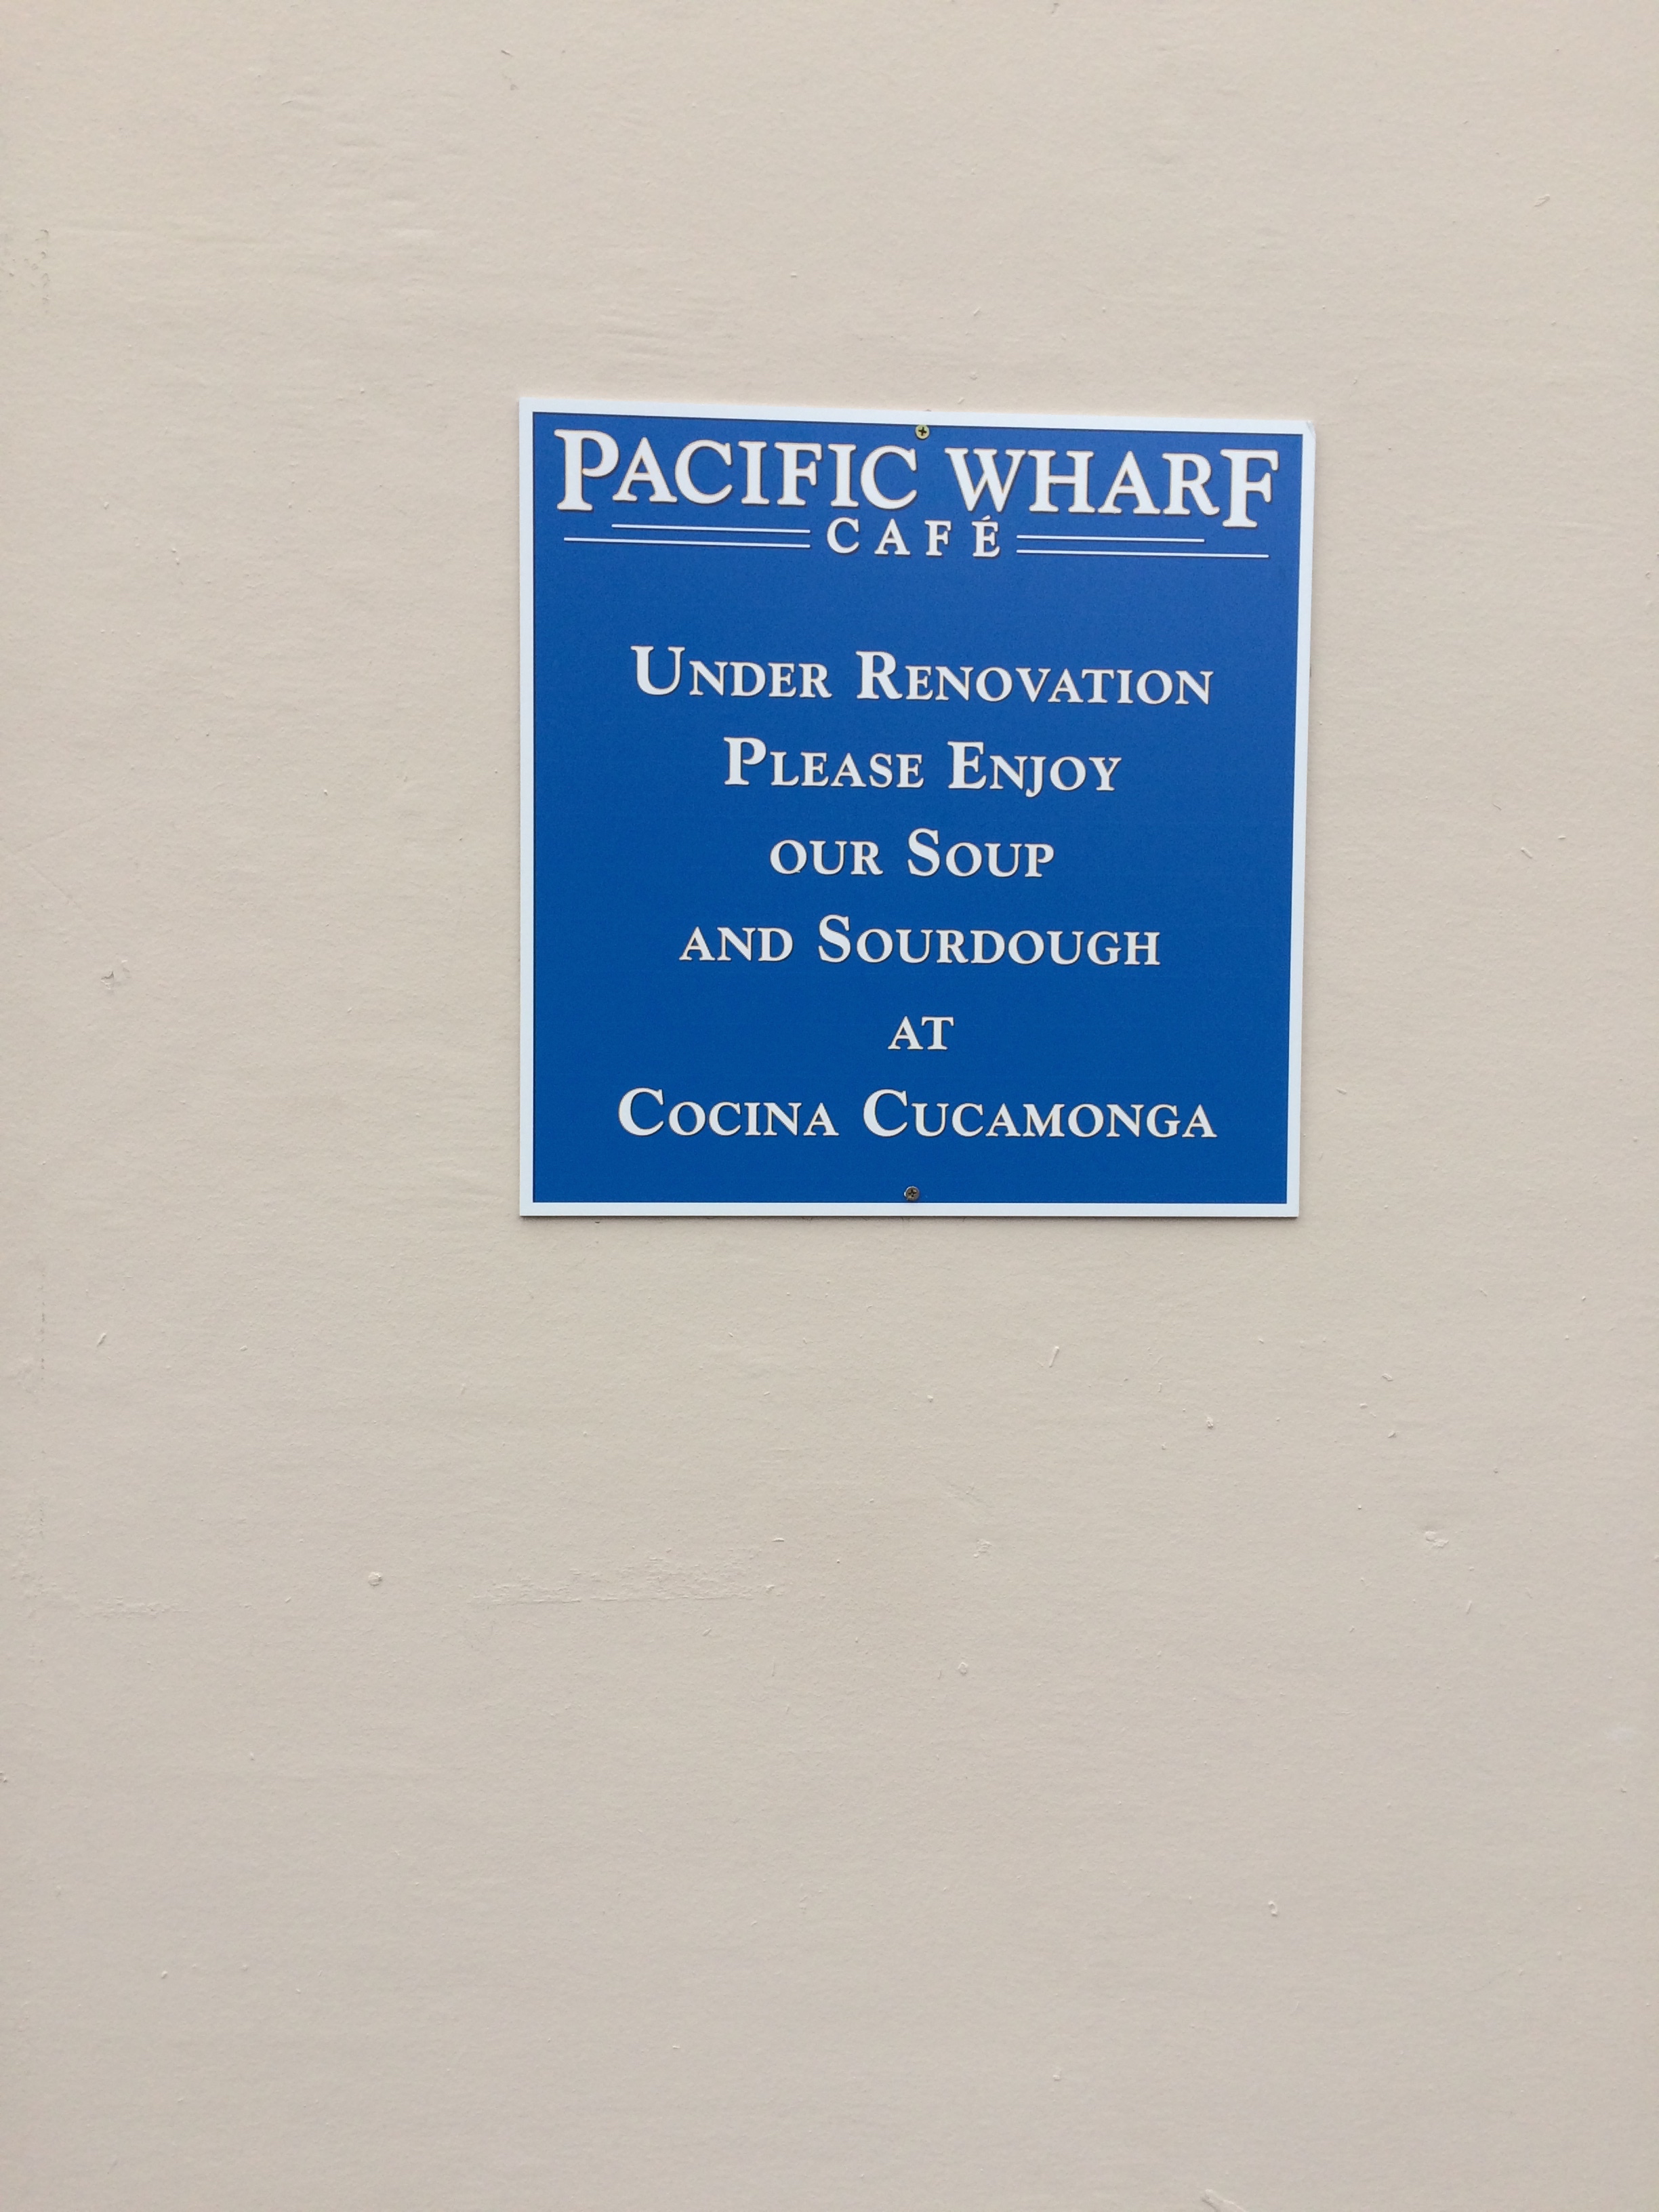 PACIFIC WHARF
CAFÉ
UNDER RENOVATION
PLEASE ENJOY
OUR SOUP
AND SOURDOUGH
AT
COCINA CUCAMONGA